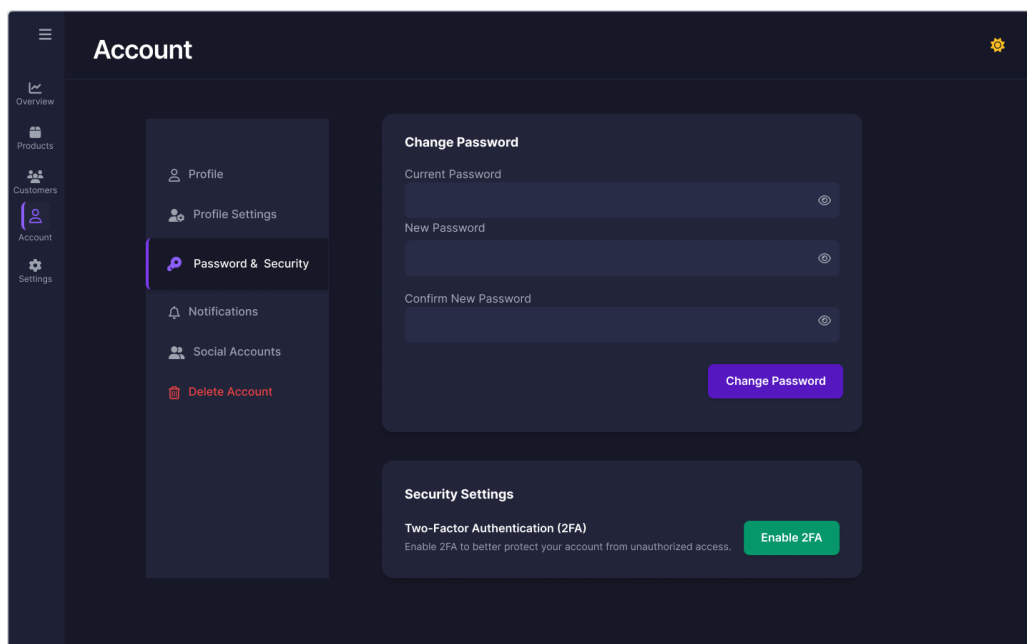 Account
Overview
Products
Customers
Account
Settings
Profile
Profile Settings
Password & Security
Notifications
Social Accounts
Delete Account
Change Password
Current Password
New Password
Confirm New Password
Change Password
Security Settings
Two-Factor Authentication (2FA)
Enable 2FA to better protect your account from unauthorized access.
Enable 2FA